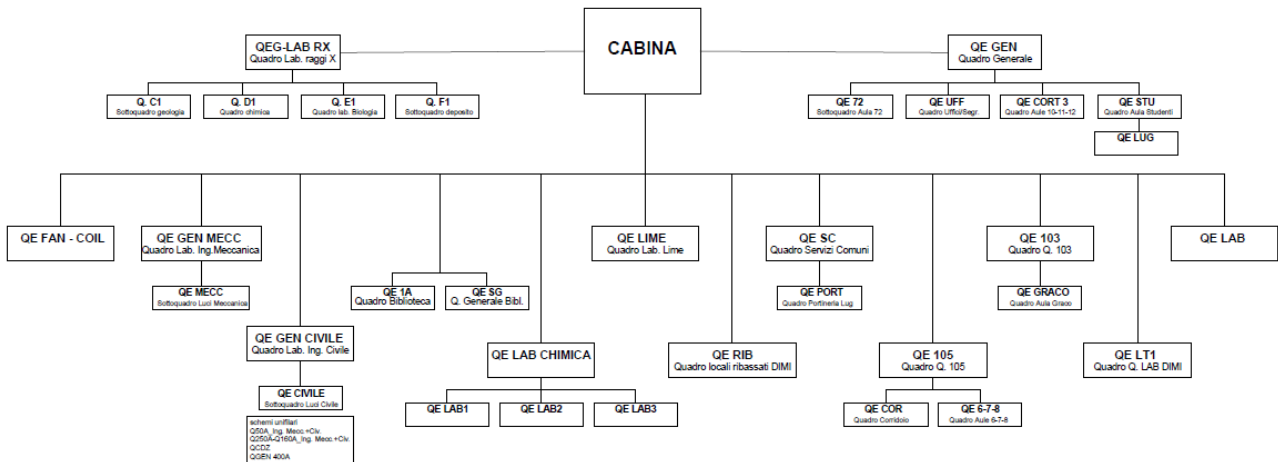 CABINA
QEG-LAB RX
Quadro Lab. raggi X
QE GEN
Quadro Generale
Q. C1
Sottoquadro geologia
Q. D1
Quadro chimica
Q. E1
Quadro lab. Biologia
Q. F1
Sottoquadro deposito
QE 72
Sottoquadro Aula 72
QE UFF
Quadro Uffici/Segr.
QE CORT 3
Quadro Aule 10-11-12
QE STU
Quadro Aula Studenti
QE LUG
QE FAN - COIL
QE GEN MECC
Quadro Lab. Ing.Meccanica
QE LIME
Quadro Lab. Lime
QE SC
Quadro Servizi Comuni
QE 103
Quadro Q. 103
QE LAB
QE MECC
Sottoquadro Luci Meccanica
QE 1A
Quadro Biblioteca
QE SG
Q. Generale Bibl.
QE PORT
Quadro Portineria Lug
QE GRACO
Quadro Aula Graco
QE GEN CIVILE
Quadro Lab. Ing. Civile
QE LAB CHIMICA
QE RIB
Quadro locali ribassati DIMI
QE 105
Quadro Q. 105
QE LT1
Quadro Q. LAB DIMI
QE CIVILE
Sottoquadro Luci Civile
QE LAB1
QE LAB2
QE LAB3
QE COR
Quadro Corridoio
QE 6-7-8
Quadro Aule 6-7-8
schemi unifilari
Q50A_Ing. Mecc.+Civ.
Q250A-Q160A_Ing. Mecc.+Civ.
QCDZ
QGEN 400A